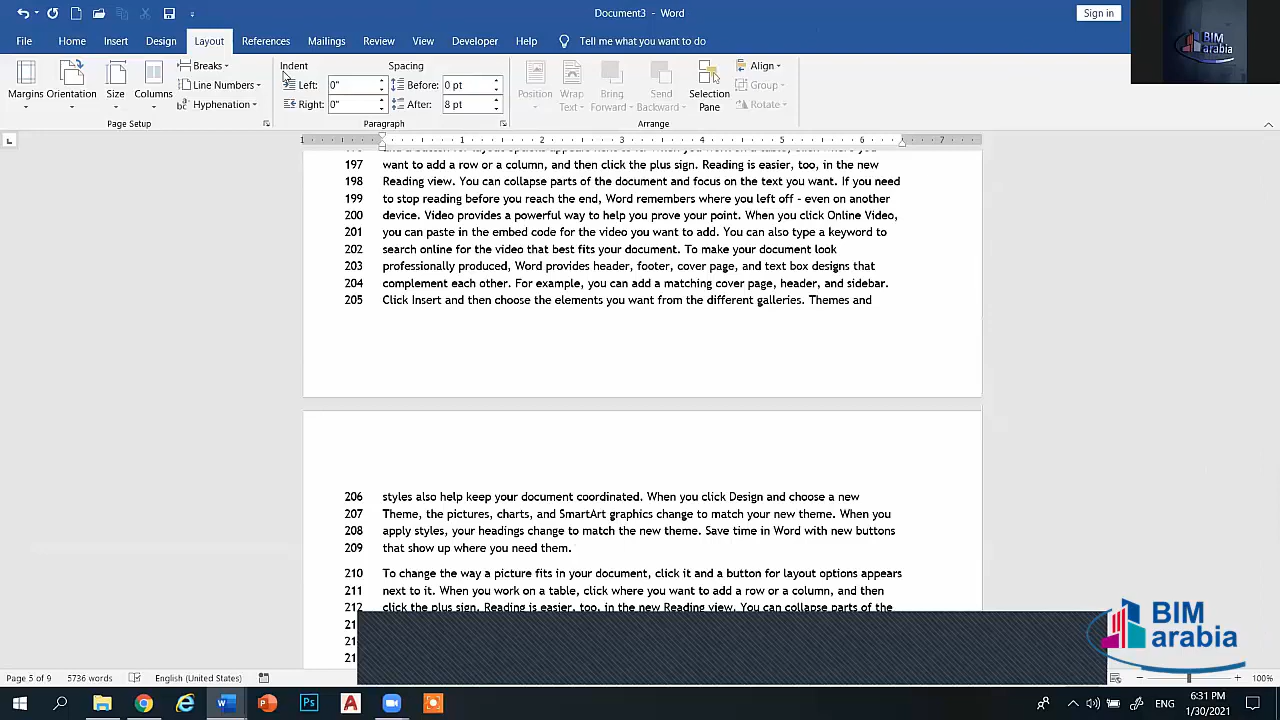 Document3 - Word
Sign in
BIM
arabia
File Home Insert Design Layout References Mailings Review View Developer Help Tell me what you want to do
Margins Orientation Size Columns
Breaks
Line Numbers
Hyphenation
Page Setup
Indent Spacing
Left: 0" Before: 0 pt
Right: 0" After: 8 pt
Paragraph
Position Wrap Text Bring Forward Send Backward Selection Pane
Align
Group
Rotate
Arrange
1 1 2 3 4 5 6 7
197 want to add a row or a column, and then click the plus sign. Reading is easier, too, in the new
198 Reading view. You can collapse parts of the document and focus on the text you want. If you need
199 to stop reading before you reach the end, Word remembers where you left off - even on another
200 device. Video provides a powerful way to help you prove your point. When you click Online Video,
201 you can paste in the embed code for the video you want to add. You can also type a keyword to
202 search online for the video that best fits your document. To make your document look
203 professionally produced, Word provides header, footer, cover page, and text box designs that
204 complement each other. For example, you can add a matching cover page, header, and sidebar.
205 Click Insert and then choose the elements you want from the different galleries. Themes and
206 styles also help keep your document coordinated. When you click Design and choose a new
207 Theme, the pictures, charts, and SmartArt graphics change to match your new theme. When you
208 apply styles, your headings change to match the new theme. Save time in Word with new buttons
209 that show up where you need them.
210 To change the way a picture fits in your document, click it and a button for layout options appears
211 next to it. When you work on a table, click where you want to add a row or a column, and then
212 click the plus sign. Reading is easier, too, in the new Reading view. You can collapse parts of the
BIM
arabia
Page 5 of 9 5736 words English (United States) 100%
ENG
6:31 PM
1/30/2021